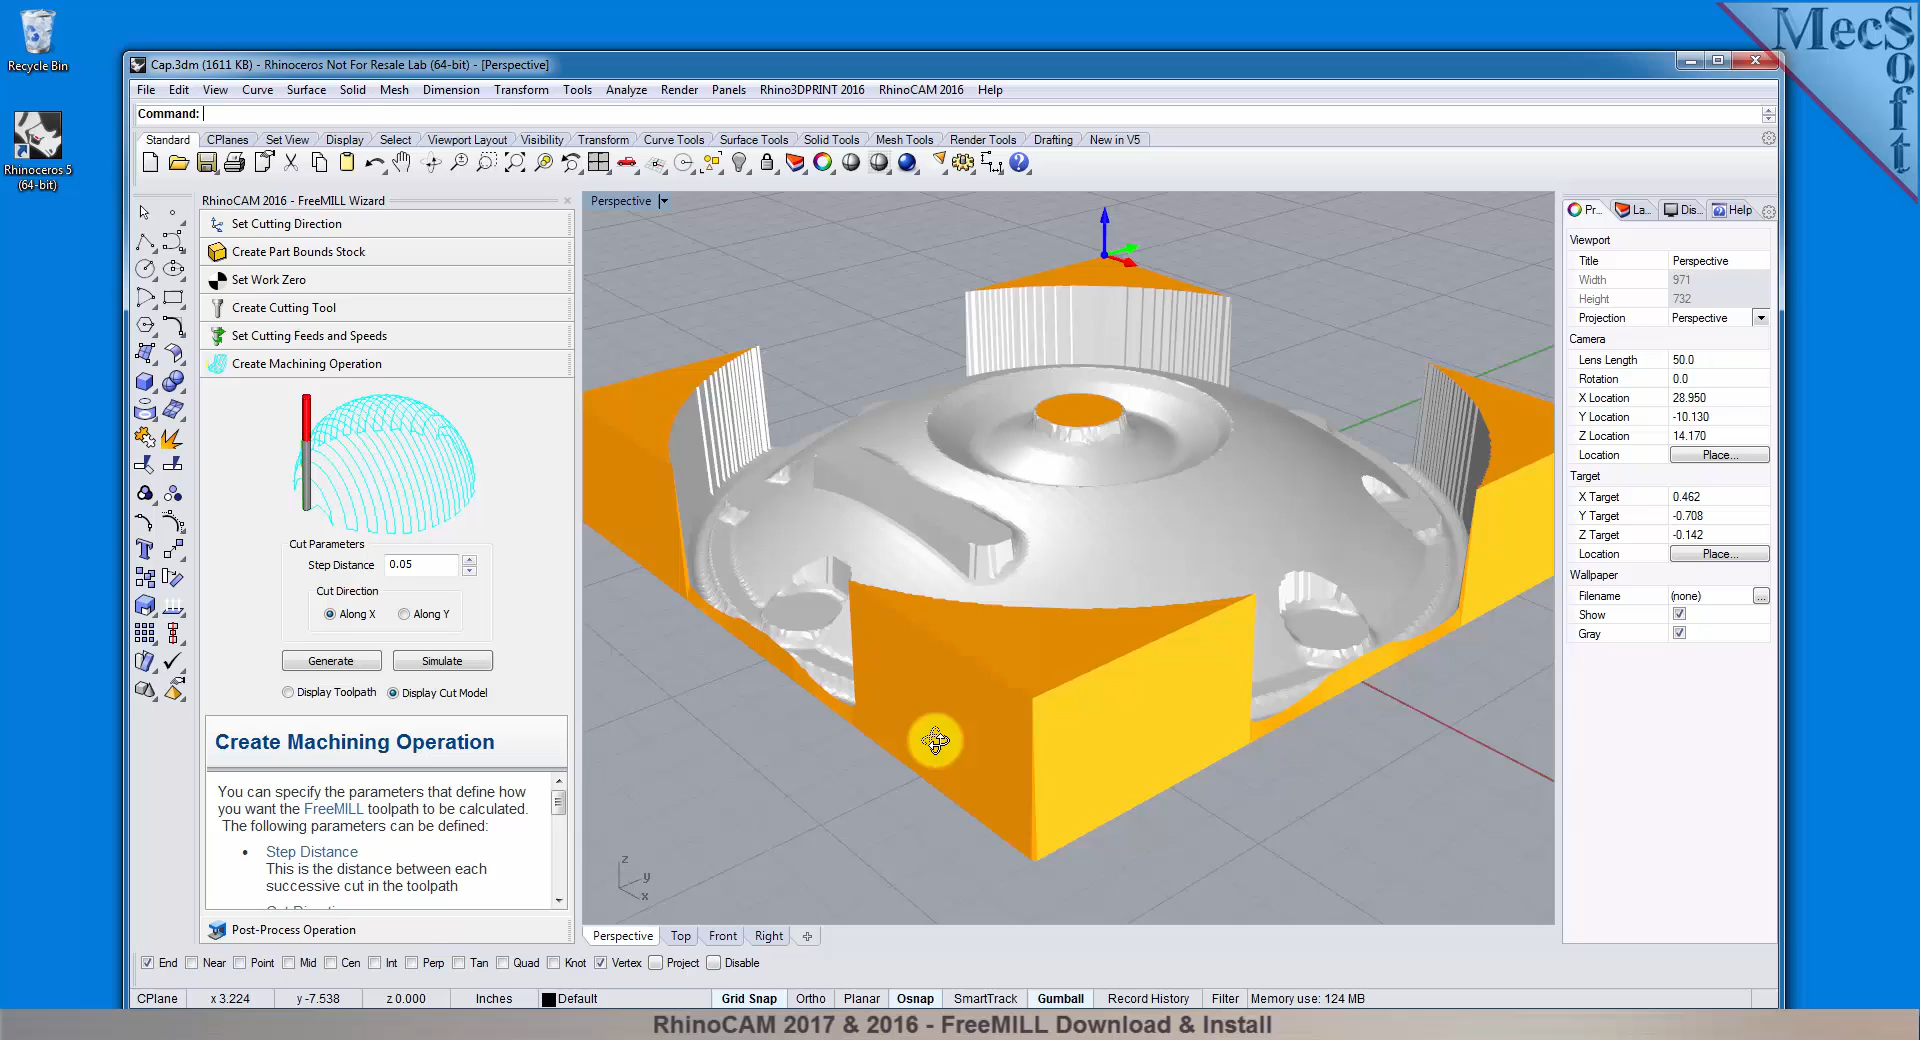 Recycle Bin
Rhinoceros 5
(64-bit)
MecSoft
Cap.3dm (1611 KB) - Rhinoceros Not For Resale Lab (64-bit) - [Perspective]
File Edit View Curve Surface Solid Mesh Dimension Transform Tools Analyze Render Panels Rhino3DPRINT 2016 RhinoCAM 2016 Help
Command:
Standard CPlanes Set View Display Select Viewport Layout Visibility Transform Curve Tools Surface Tools Solid Tools Mesh Tools Render Tools Drafting New in V5
RhinoCAM 2016 - FreeMILL Wizard
Set Cutting Direction
Create Part Bounds Stock
Set Work Zero
Create Cutting Tool
Set Cutting Feeds and Speeds
Create Machining Operation
Cut Parameters
Step Distance 0.05
Cut Direction
Along X Along Y
Generate Simulate
Display Toolpath Display Cut Model
Create Machining Operation
You can specify the parameters that define how
you want the FreeMILL toolpath to be calculated.
The following parameters can be defined:
• Step Distance
This is the distance between each
successive cut in the toolpath
Post-Process Operation
Perspective
z
y
x
Perspective Top Front Right
Pr... La... Dis... Help
Viewport
Title Perspective
Width 971
Height 732
Projection Perspective
Camera
Lens Length 50.0
Rotation 0.0
X Location 28.950
Y Location -10.130
Z Location 14.170
Location Place...
Target
X Target 0.462
Y Target -0.708
Z Target -0.142
Location Place...
Wallpaper
Filename (none) ...
Show
Gray
End Near Point Mid Cen Int Perp Tan Quad Knot Vertex Project Disable
CPlane x 3.224 y -7.538 z 0.000 Inches Default Grid Snap Ortho Planar Osnap SmartTrack Gumball Record History Filter Memory use: 124 MB
RhinoCAM 2017 & 2016 - FreeMILL Download & Install